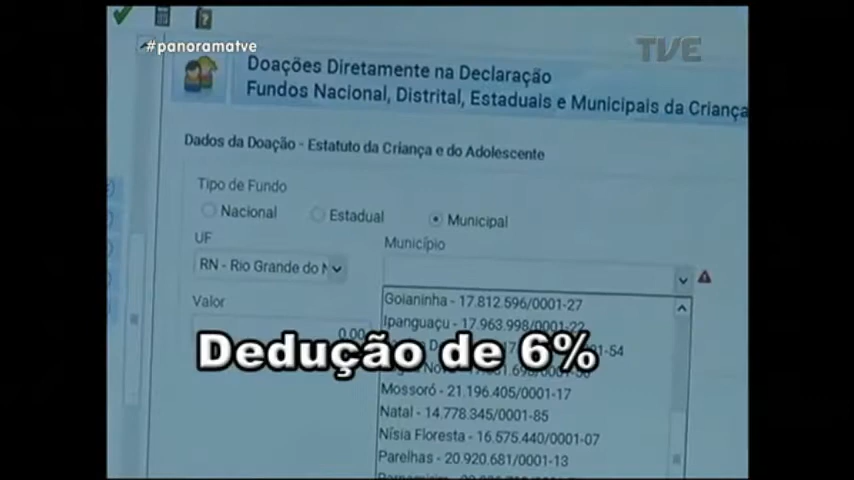 #panoramatve
TVE
Doações Diretamente na Declaração
Fundos Nacional, Distrital, Estaduais e Municipais da Criança
Dados da Doação - Estatuto da Criança e do Adolescente
Tipo de Fundo
Nacional
Estadual
Municipal
UF
Município
RN - Rio Grande do N
Valor
0,00
Goianinha - 17.812.596/0001-27
Ipanguaçu - 17.963.998/0001-22
-54
Dedução de 6%
Mossoró - 21.196.405/0001-17
Natal - 14.778.345/0001-85
Nísia Floresta - 16.575.440/0001-07
Parelhas - 20.920.681/0001-13